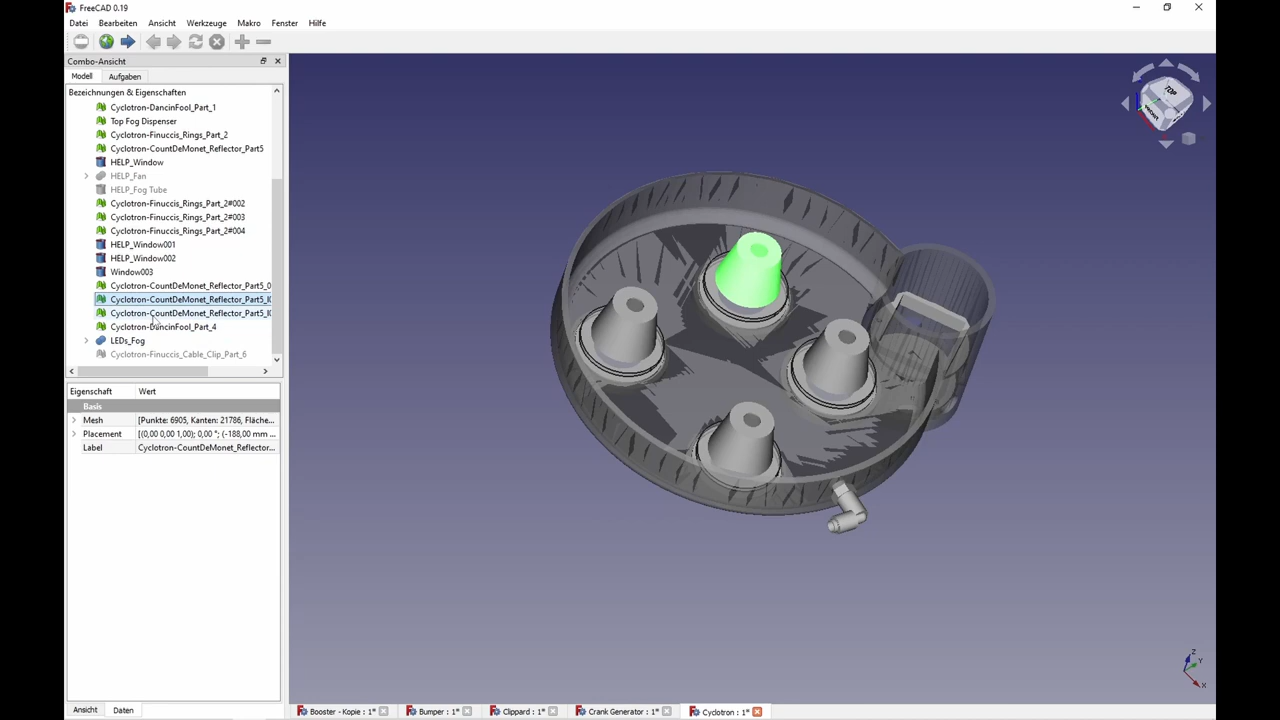 FreeCAD 0.19
Datei Bearbeiten Ansicht Werkzeuge Makro Fenster Hilfe
Combo-Ansicht
Modell Aufgaben
Bezeichnungen & Eigenschaften
Cyclotron-DancinFool_Part_1
Top Fog Dispenser
Cyclotron-Finuccis_Rings_Part_2
Cyclotron-CountDeMonet_Reflector_Part5
HELP_Window
HELP_Fan
HELP_Fog Tube
Cyclotron-Finuccis_Rings_Part_2#002
Cyclotron-Finuccis_Rings_Part_2#003
Cyclotron-Finuccis_Rings_Part_2#004
HELP_Window001
HELP_Window002
Window003
Cyclotron-CountDeMonet_Reflector_Part5_0
Cyclotron-CountDeMonet_Reflector_Part5_
Cyclotron-CountDeMonet_Reflector_Part5_
Cyclotron-DancinFool_Part_4
LEDs_Fog
Cyclotron-Finuccis_Cable_Clip_Part_6
Eigenschaft Wert
Basis
Mesh [Punkte: 6905, Kanten: 21786, Fläche...
Placement [(0,00 0,00 1,00); 0,00 °; (-188,00 mm ...
Label Cyclotron-CountDeMonet_Reflector...
Ansicht Daten
TOP
FRONT
Z
Y
X
Booster - Kopie : 1* Bumper : 1* Clippard : 1* Crank Generator : 1* Cyclotron : 1*